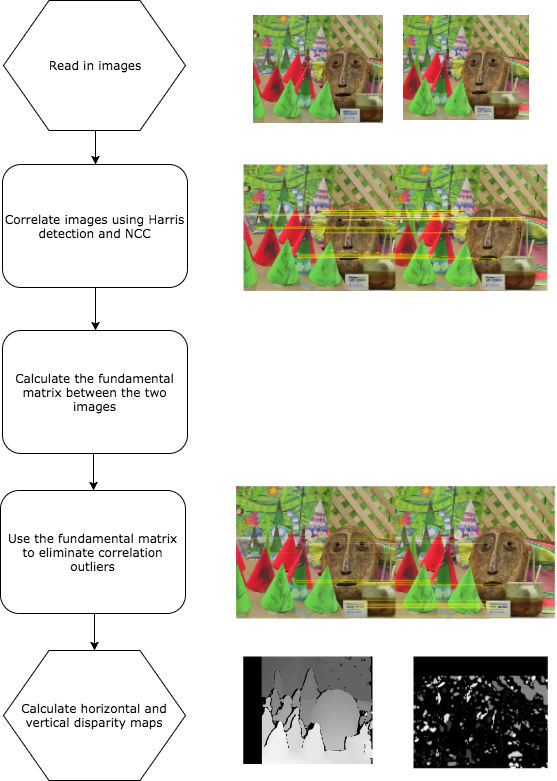 Read in images
Correlate images using Harris
detection and NCC
Calculate the fundamental
matrix between the two
images
Use the fundamental matrix
to eliminate correlation
outliers
Calculate horizontal and
vertical disparity maps